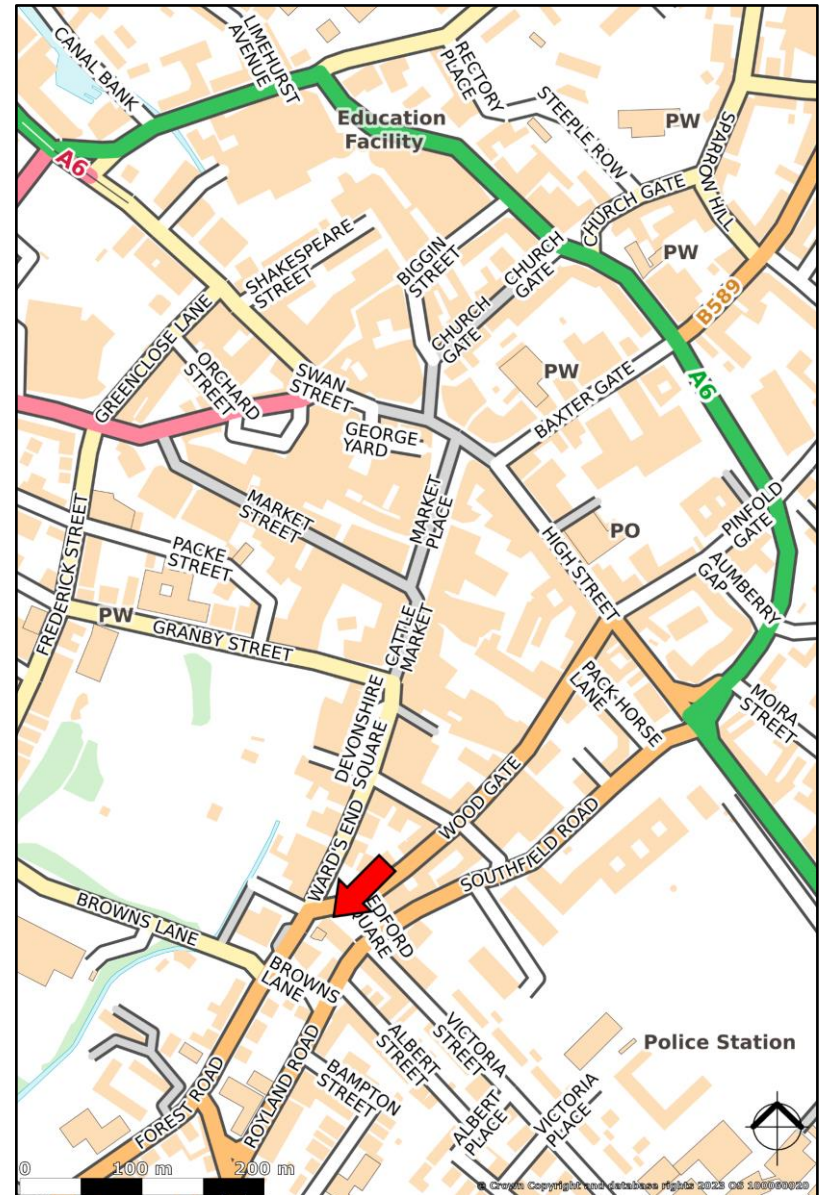 CANAL BANK
LIMEHURST
AVENUE
RECTORY
PLACE
STEEPLE ROW
Education
Facility
PW
SPARROW HILL
A6
CHURCH GATE
SHAKESPEARE
STREET
BIGGIN
STREET
CHURCH
GATE
PW
B589
CHURCH
GATE
GREENCLOSE LANE
ORCHARD
STREET
SWAN
STREET
PW
BAXTER GATE
A6
GEORGE
YARD
MARKET
PLACE
MARKET
STREET
HIGH STREET
PO
PINFOLD
GATE
FREDERICK STREET
PACKE
STREET
AUMBERRY
GAP
PW
GRANBY STREET
CATTLE
MARKET
PACK HORSE
LANE
MOIRA
STREET
DEVONSHIRE
SQUARE
WOOD GATE
SOUTHFIELD ROAD
WARD'S END
BROWNS LANE
BROWNS
LANE
VICTORIA
STREET
ALBERT
STREET
Police Station
FOREST ROAD
ROYLAND ROAD
BAMPTON
STREET
ALBERT
PLACE
VICTORIA
PLACE
0 100 m 200 m
© Crown Copyright and database rights 2023 OS 100060020